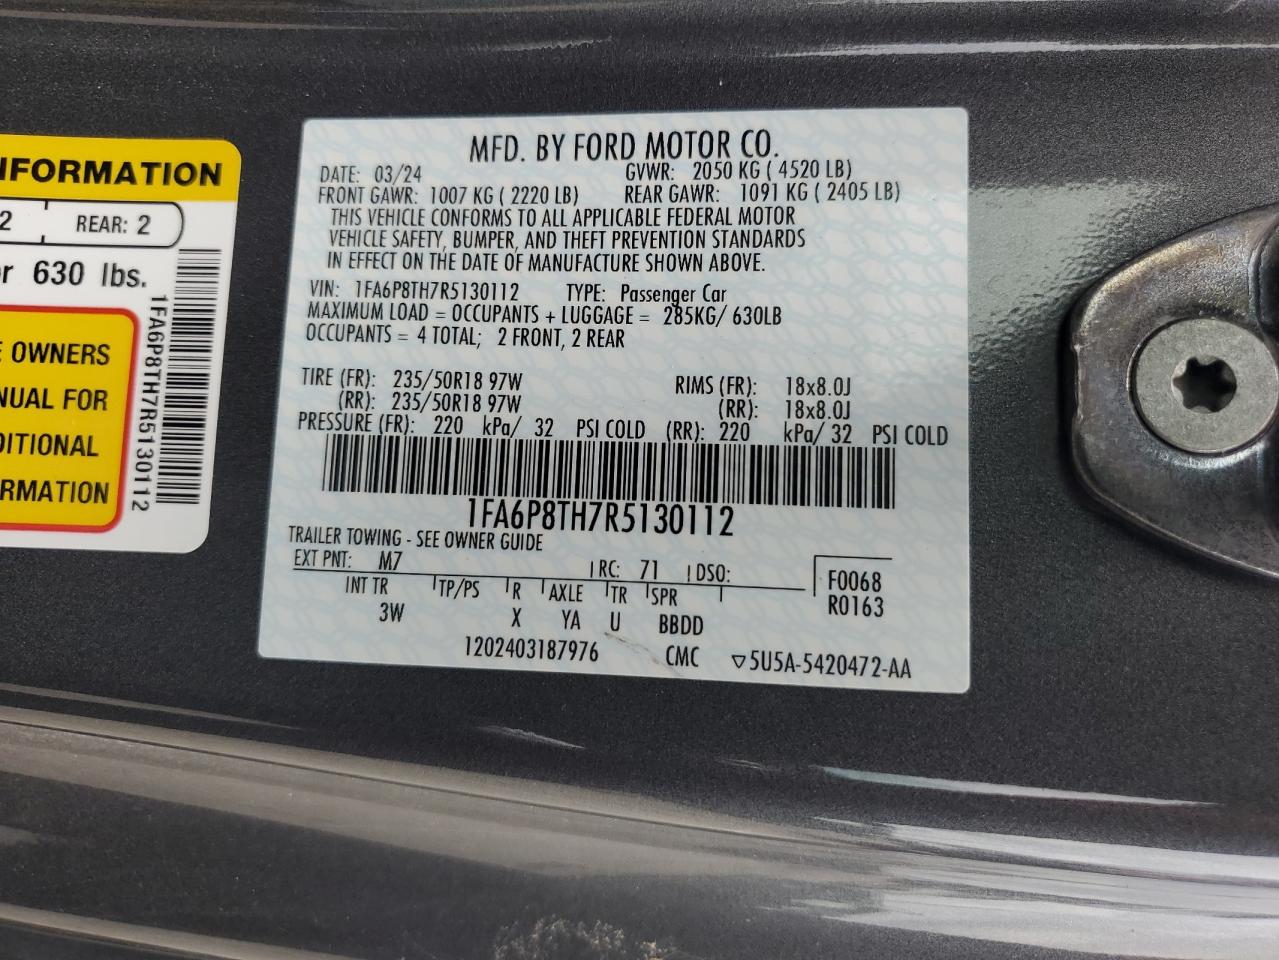 NFORMATION
2 REAR: 2
r 630 lbs.
E OWNERS
NUAL FOR
DITIONAL
RMATION
1FA6P8TH7R5130112
MFD. BY FORD MOTOR CO.
DATE: 03/24 GVWR: 2050 KG ( 4520 LB)
FRONT GAWR: 1007 KG ( 2220 LB) REAR GAWR: 1091 KG ( 2405 LB)
THIS VEHICLE CONFORMS TO ALL APPLICABLE FEDERAL MOTOR
VEHICLE SAFETY, BUMPER, AND THEFT PREVENTION STANDARDS
IN EFFECT ON THE DATE OF MANUFACTURE SHOWN ABOVE.
VIN: 1FA6P8TH7R5130112 TYPE: Passenger Car
MAXIMUM LOAD = OCCUPANTS + LUGGAGE = 285KG/ 630LB
OCCUPANTS = 4 TOTAL; 2 FRONT, 2 REAR
TIRE (FR): 235/50R18 97W RIMS (FR): 18x8.0J
(RR): 235/50R18 97W (RR): 18x8.0J
PRESSURE (FR): 220 kPa/ 32 PSI COLD (RR): 220 kPa/ 32 PSI COLD
1FA6P8TH7R5130112
TRAILER TOWING - SEE OWNER GUIDE
EXT PNT: M7 RC: 71 DSO: F0068
INT TR TP/PS R AXLE TR SPR R0163
3W X YA U BBDD
1202403187976 CMC ▽5U5A-5420472-AA